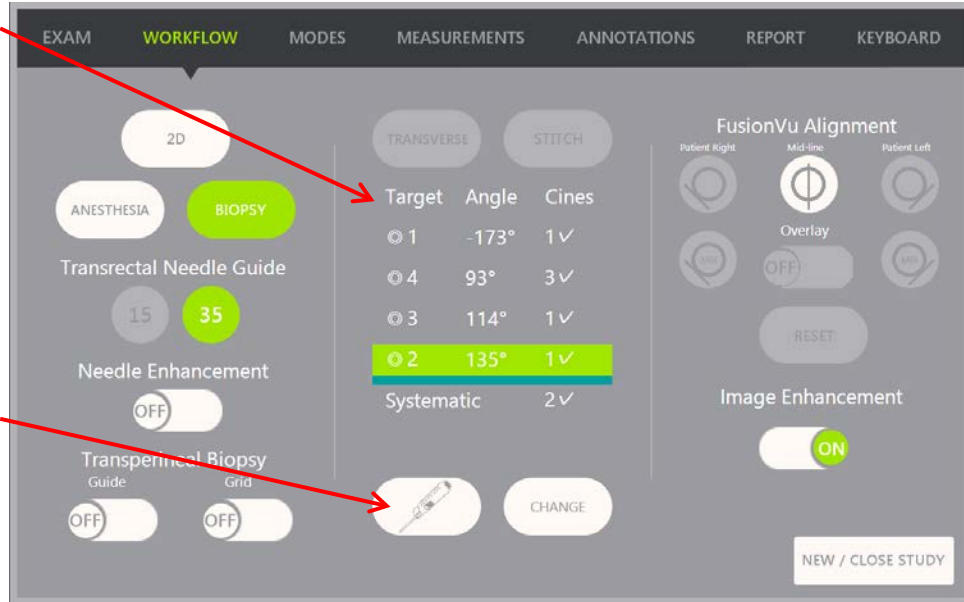 EXAM WORKFLOW MODES MEASUREMENTS ANNOTATIONS REPORT KEYBOARD
2D
ANESTHESIA BIOPSY
Transrectal Needle Guide
15 35
Needle Enhancement
OFF
Transperineal Biopsy
Guide Grid
OFF OFF
TRANSVERSE STITCH
Target Angle Cines
1 -173° 1✓
4 93° 3✓
3 114° 1✓
2 135° 1✓
Systematic 2✓
CHANGE
FusionVu Alignment
Patient Right Mid-line Patient Left
Overlay
OFF
RESET
Image Enhancement
ON
NEW / CLOSE STUDY